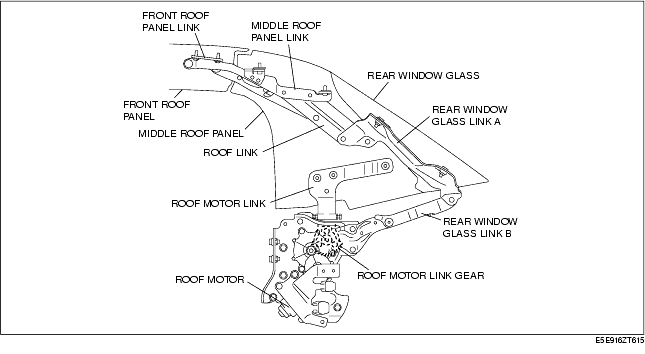 FRONT ROOF
PANEL LINK
MIDDLE ROOF
PANEL LINK
REAR WINDOW GLASS
FRONT ROOF
PANEL
REAR WINDOW
GLASS LINK A
MIDDLE ROOF PANEL
ROOF LINK
ROOF MOTOR LINK
REAR WINDOW
GLASS LINK B
ROOF MOTOR
ROOF MOTOR LINK GEAR
E5E916ZT615